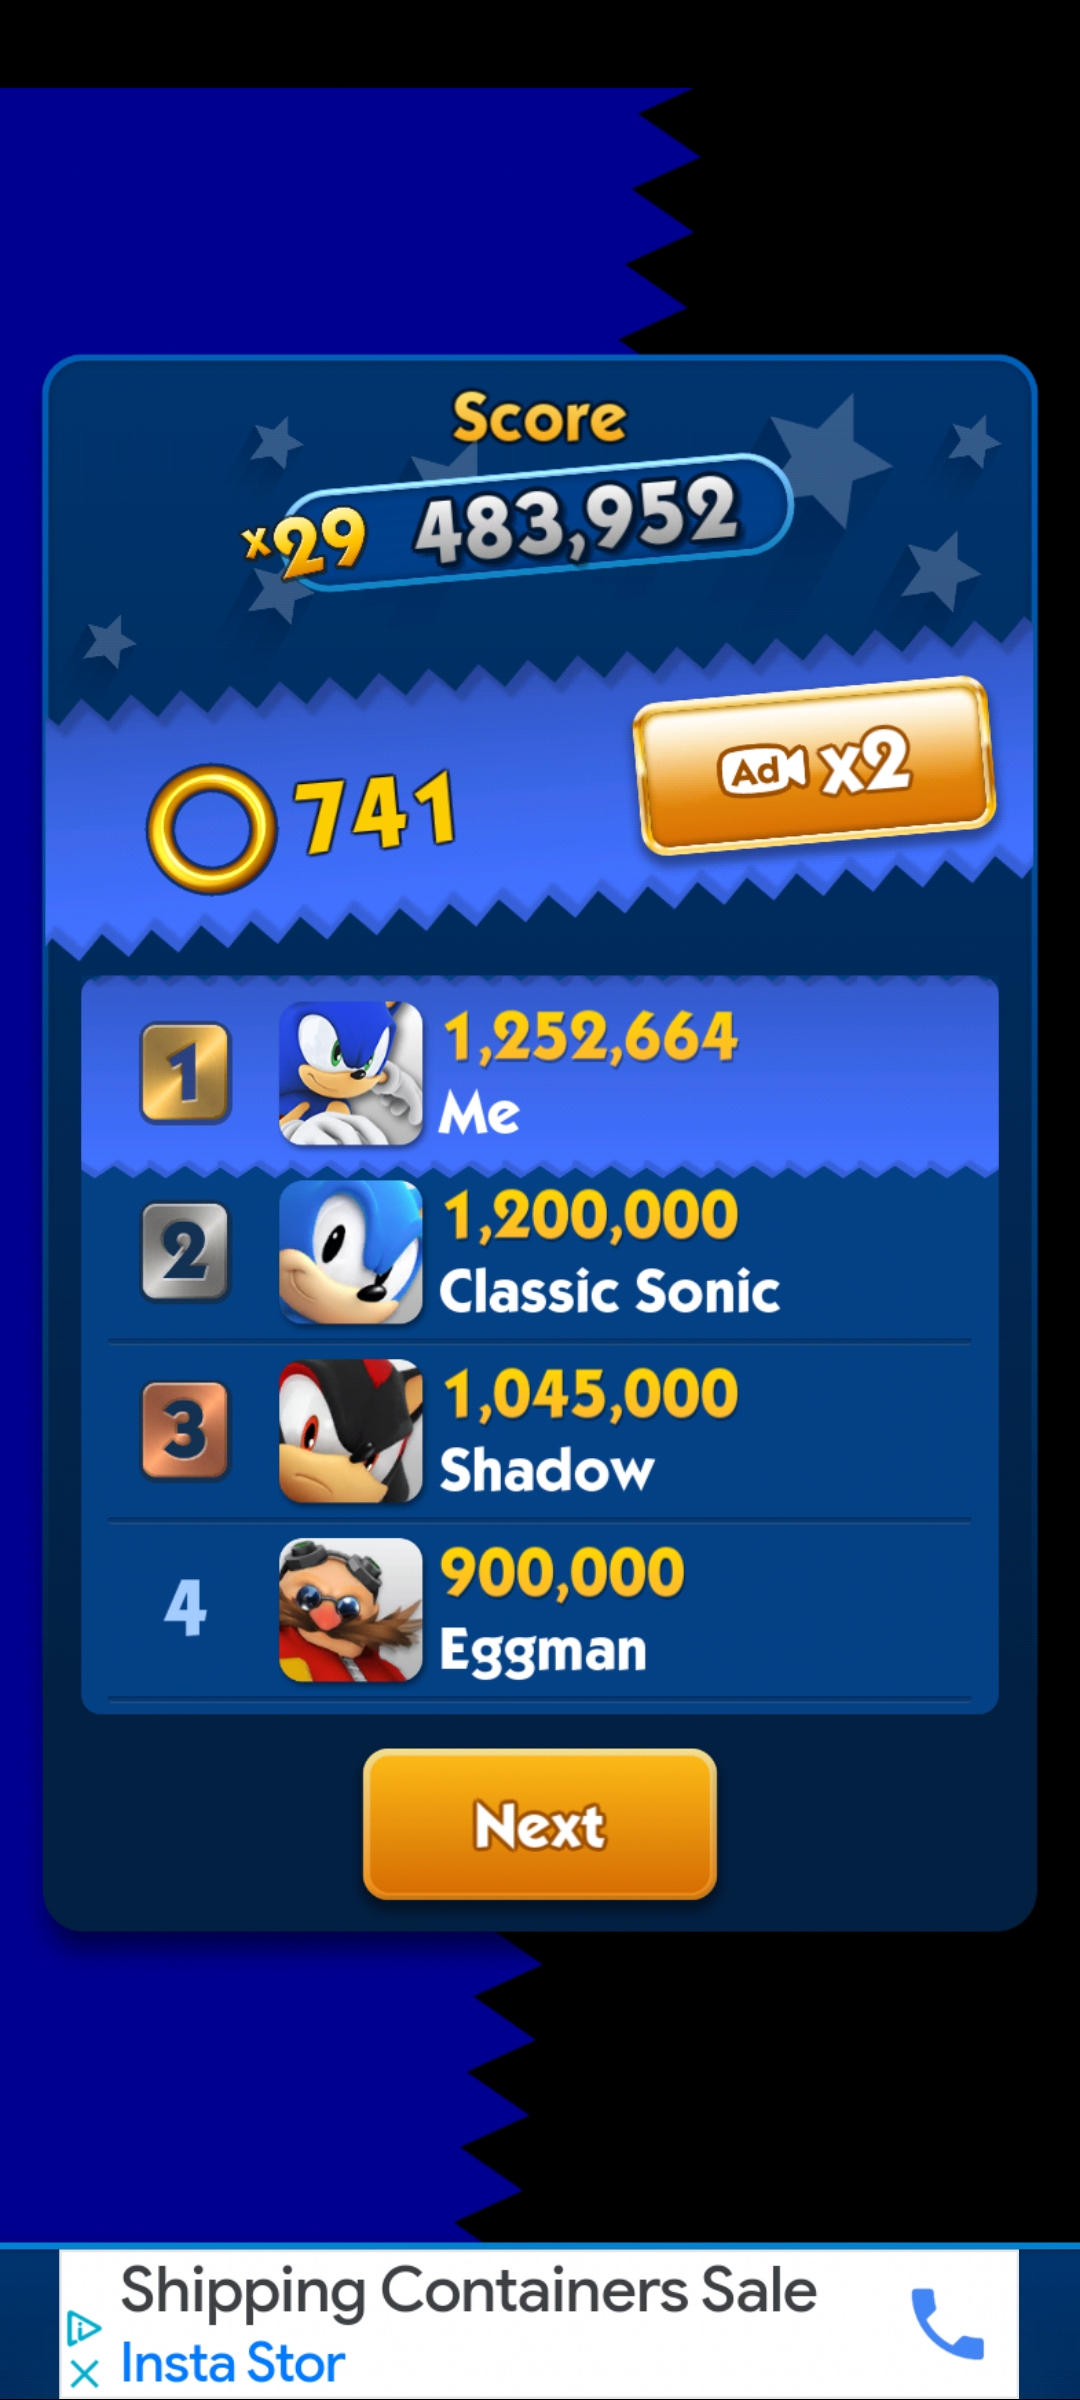 Score
x29 483,952
741
Ad x2
1 1,252,664
Me
2 1,200,000
Classic Sonic
3 1,045,000
Shadow
4 900,000
Eggman
Next
Shipping Containers Sale
Insta Stor